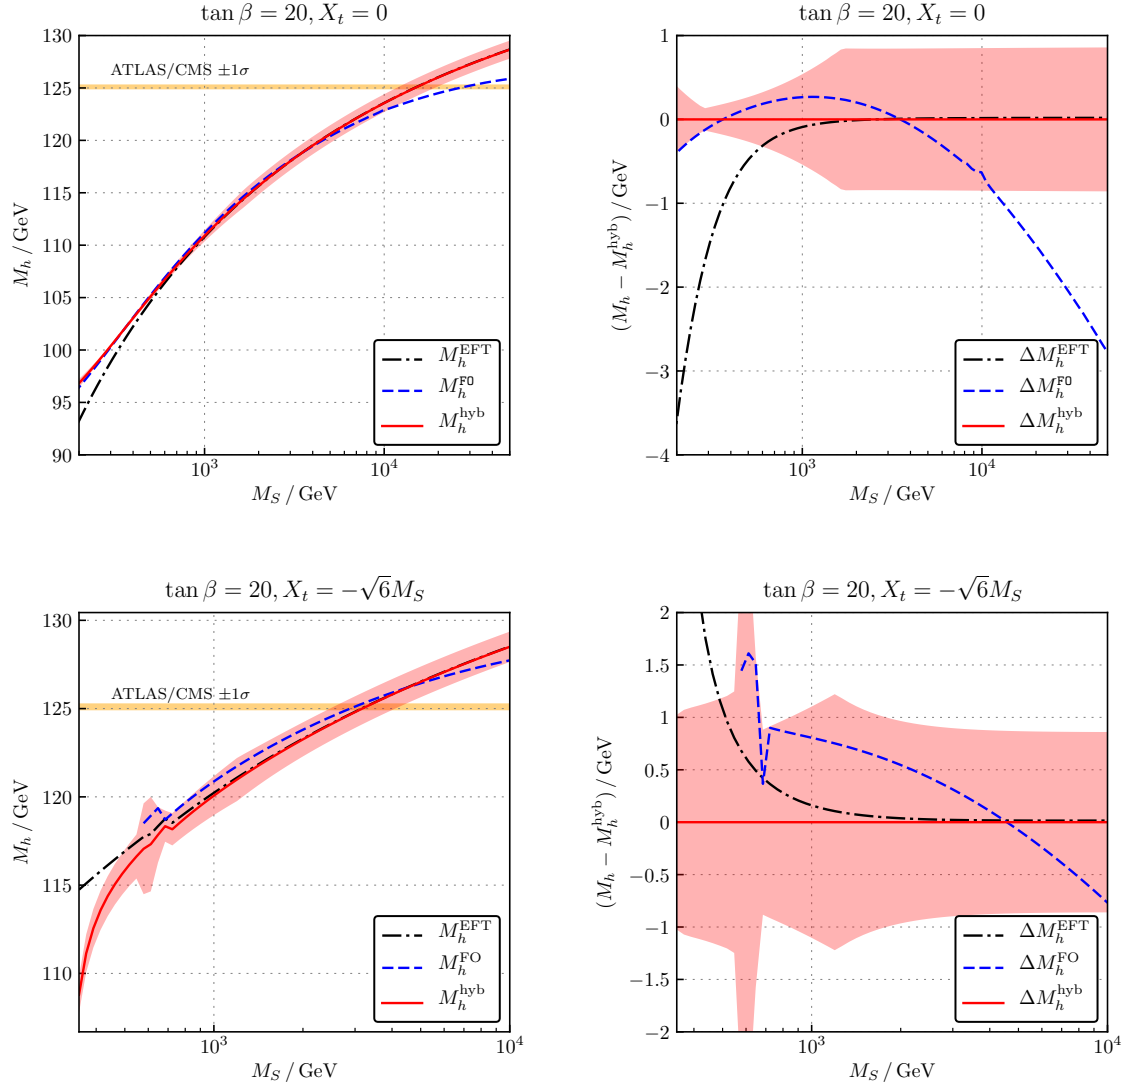 tan β = 20, X_t = 0
M_h / GeV
130
125
120
115
110
105
100
95
90
ATLAS/CMS ±1σ
M_h^EFT
M_h^FO
M_h^hyb
10^3
10^4
M_S / GeV
tan β = 20, X_t = 0
(M_h − M_h^hyb) / GeV
1
0
−1
−2
−3
−4
ΔM_h^EFT
ΔM_h^FO
ΔM_h^hyb
10^3
10^4
M_S / GeV
tan β = 20, X_t = −√6M_S
M_h / GeV
130
125
120
115
110
ATLAS/CMS ±1σ
M_h^EFT
M_h^FO
M_h^hyb
10^3
10^4
M_S / GeV
tan β = 20, X_t = −√6M_S
(M_h − M_h^hyb) / GeV
2
1.5
1
0.5
0
−0.5
−1
−1.5
−2
ΔM_h^EFT
ΔM_h^FO
ΔM_h^hyb
10^3
10^4
M_S / GeV